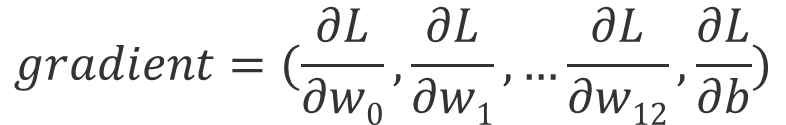 gradient = (∂L/∂w₀, ∂L/∂w₁, ... ∂L/∂w₁₂, ∂L/∂b)